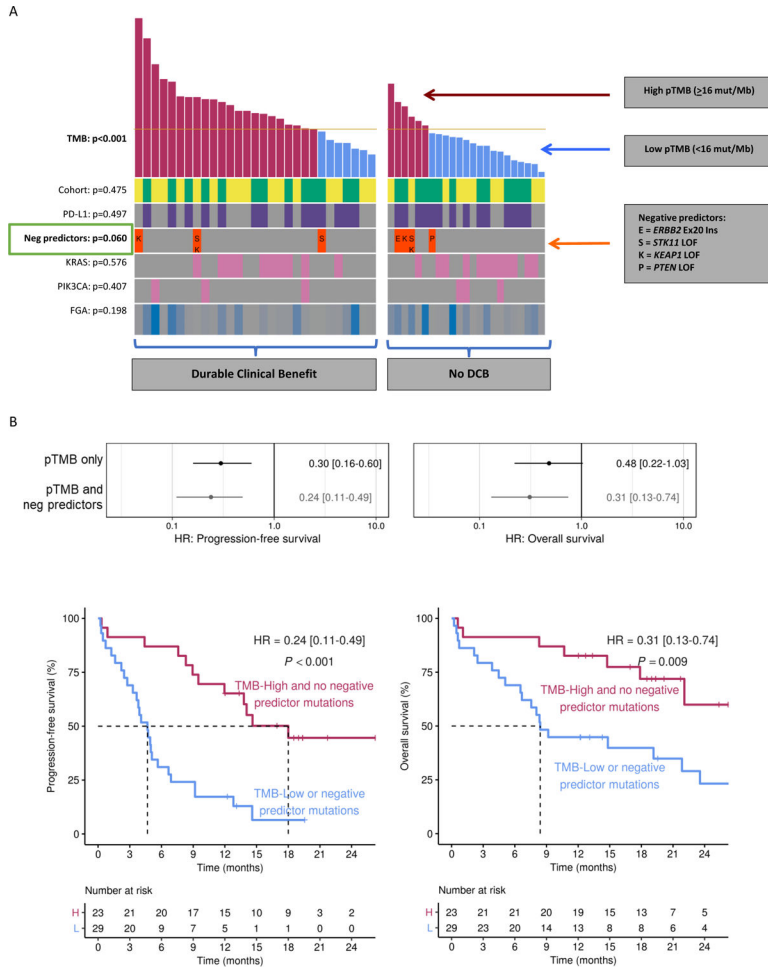 A
High pTMB (≥16 mut/Mb)
TMB: p<0.001
Low pTMB (<16 mut/Mb)
Cohort: p=0.475
PD-L1: p=0.497
Neg predictors: p=0.060
K S K S E K S K P
Negative predictors:
E = ERBB2 Ex20 Ins
S = STK11 LOF
K = KEAP1 LOF
P = PTEN LOF
KRAS: p=0.576
PIK3CA: p=0.407
FGA: p=0.198
Durable Clinical Benefit
No DCB
B
pTMB only
0.30 [0.16-0.60]
0.48 [0.22-1.03]
pTMB and
neg predictors
0.24 [0.11-0.49]
0.31 [0.13-0.74]
0.1 1.0 10.0
HR: Progression-free survival
0.1 1.0 10.0
HR: Overall survival
Progression-free survival (%)
100
75
50
25
0
HR = 0.24 [0.11-0.49]
P < 0.001
TMB-High and no negative
predictor mutations
TMB-Low or negative
predictor mutations
0 3 6 9 12 15 18 21 24
Time (months)
Number at risk
H 23 21 20 17 15 10 9 3 2
L 29 20 9 7 5 1 1 0 0
0 3 6 9 12 15 18 21 24
Time (months)
Overall survival (%)
100
75
50
25
0
HR = 0.31 [0.13-0.74]
P = 0.009
TMB-High and no negative
predictor mutations
TMB-Low or negative
predictor mutations
0 3 6 9 12 15 18 21 24
Time (months)
Number at risk
H 23 21 21 20 19 15 13 7 5
L 29 23 20 14 13 8 8 6 4
0 3 6 9 12 15 18 21 24
Time (months)